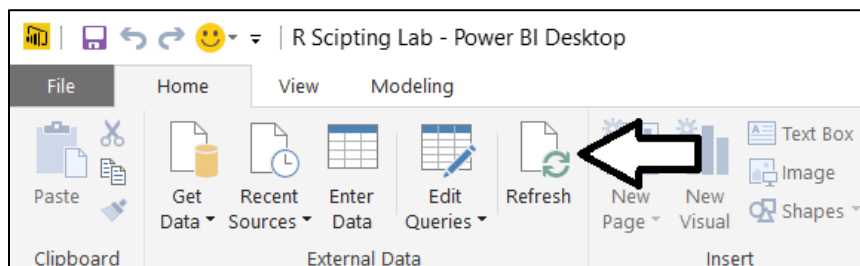 R Scipting Lab - Power BI Desktop
File Home View Modeling
Paste
Get Data
Recent Sources
Enter Data
Edit Queries
Refresh
New Page
New Visual
Text Box
Image
Shapes
Clipboard External Data Insert